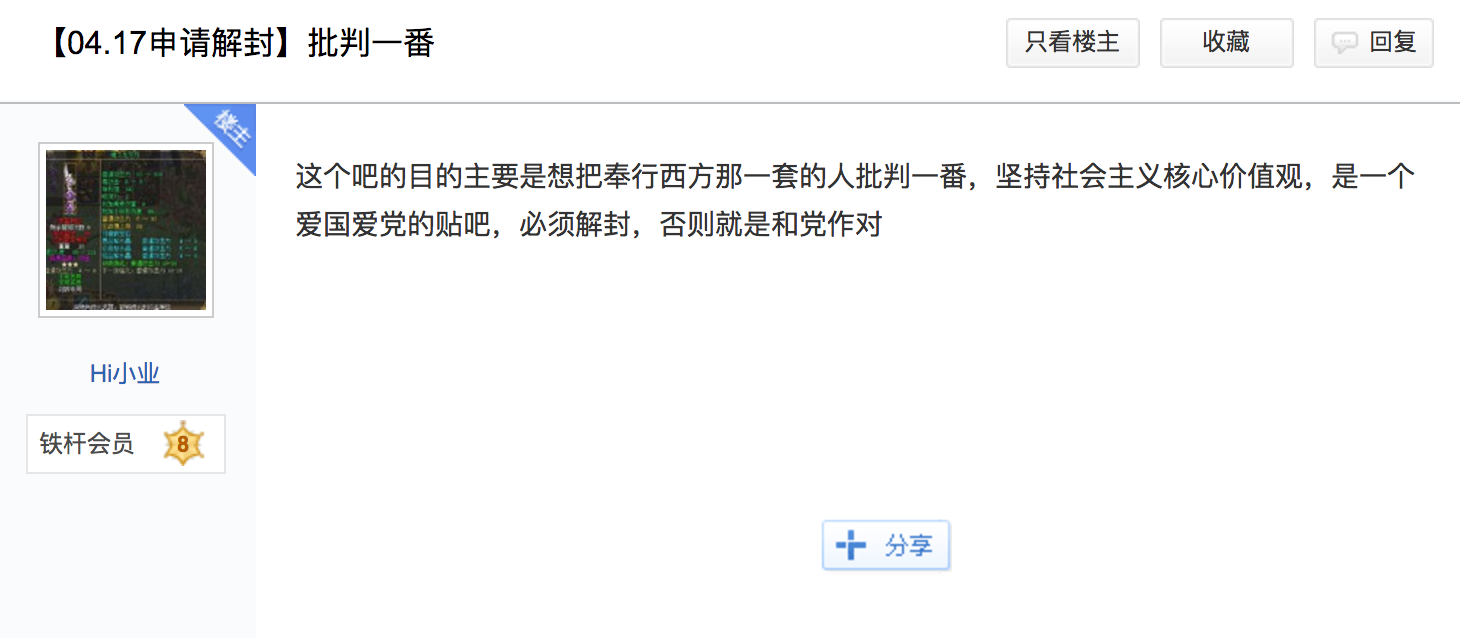 【04.17申请解封】批判一番
只看楼主
收藏
回复
楼主
这个吧的目的主要是想把奉行西方那一套的人批判一番，坚持社会主义核心价值观，是一个
爱国爱党的贴吧，必须解封，否则就是和党作对
Hi小业
铁杆会员 8
分享